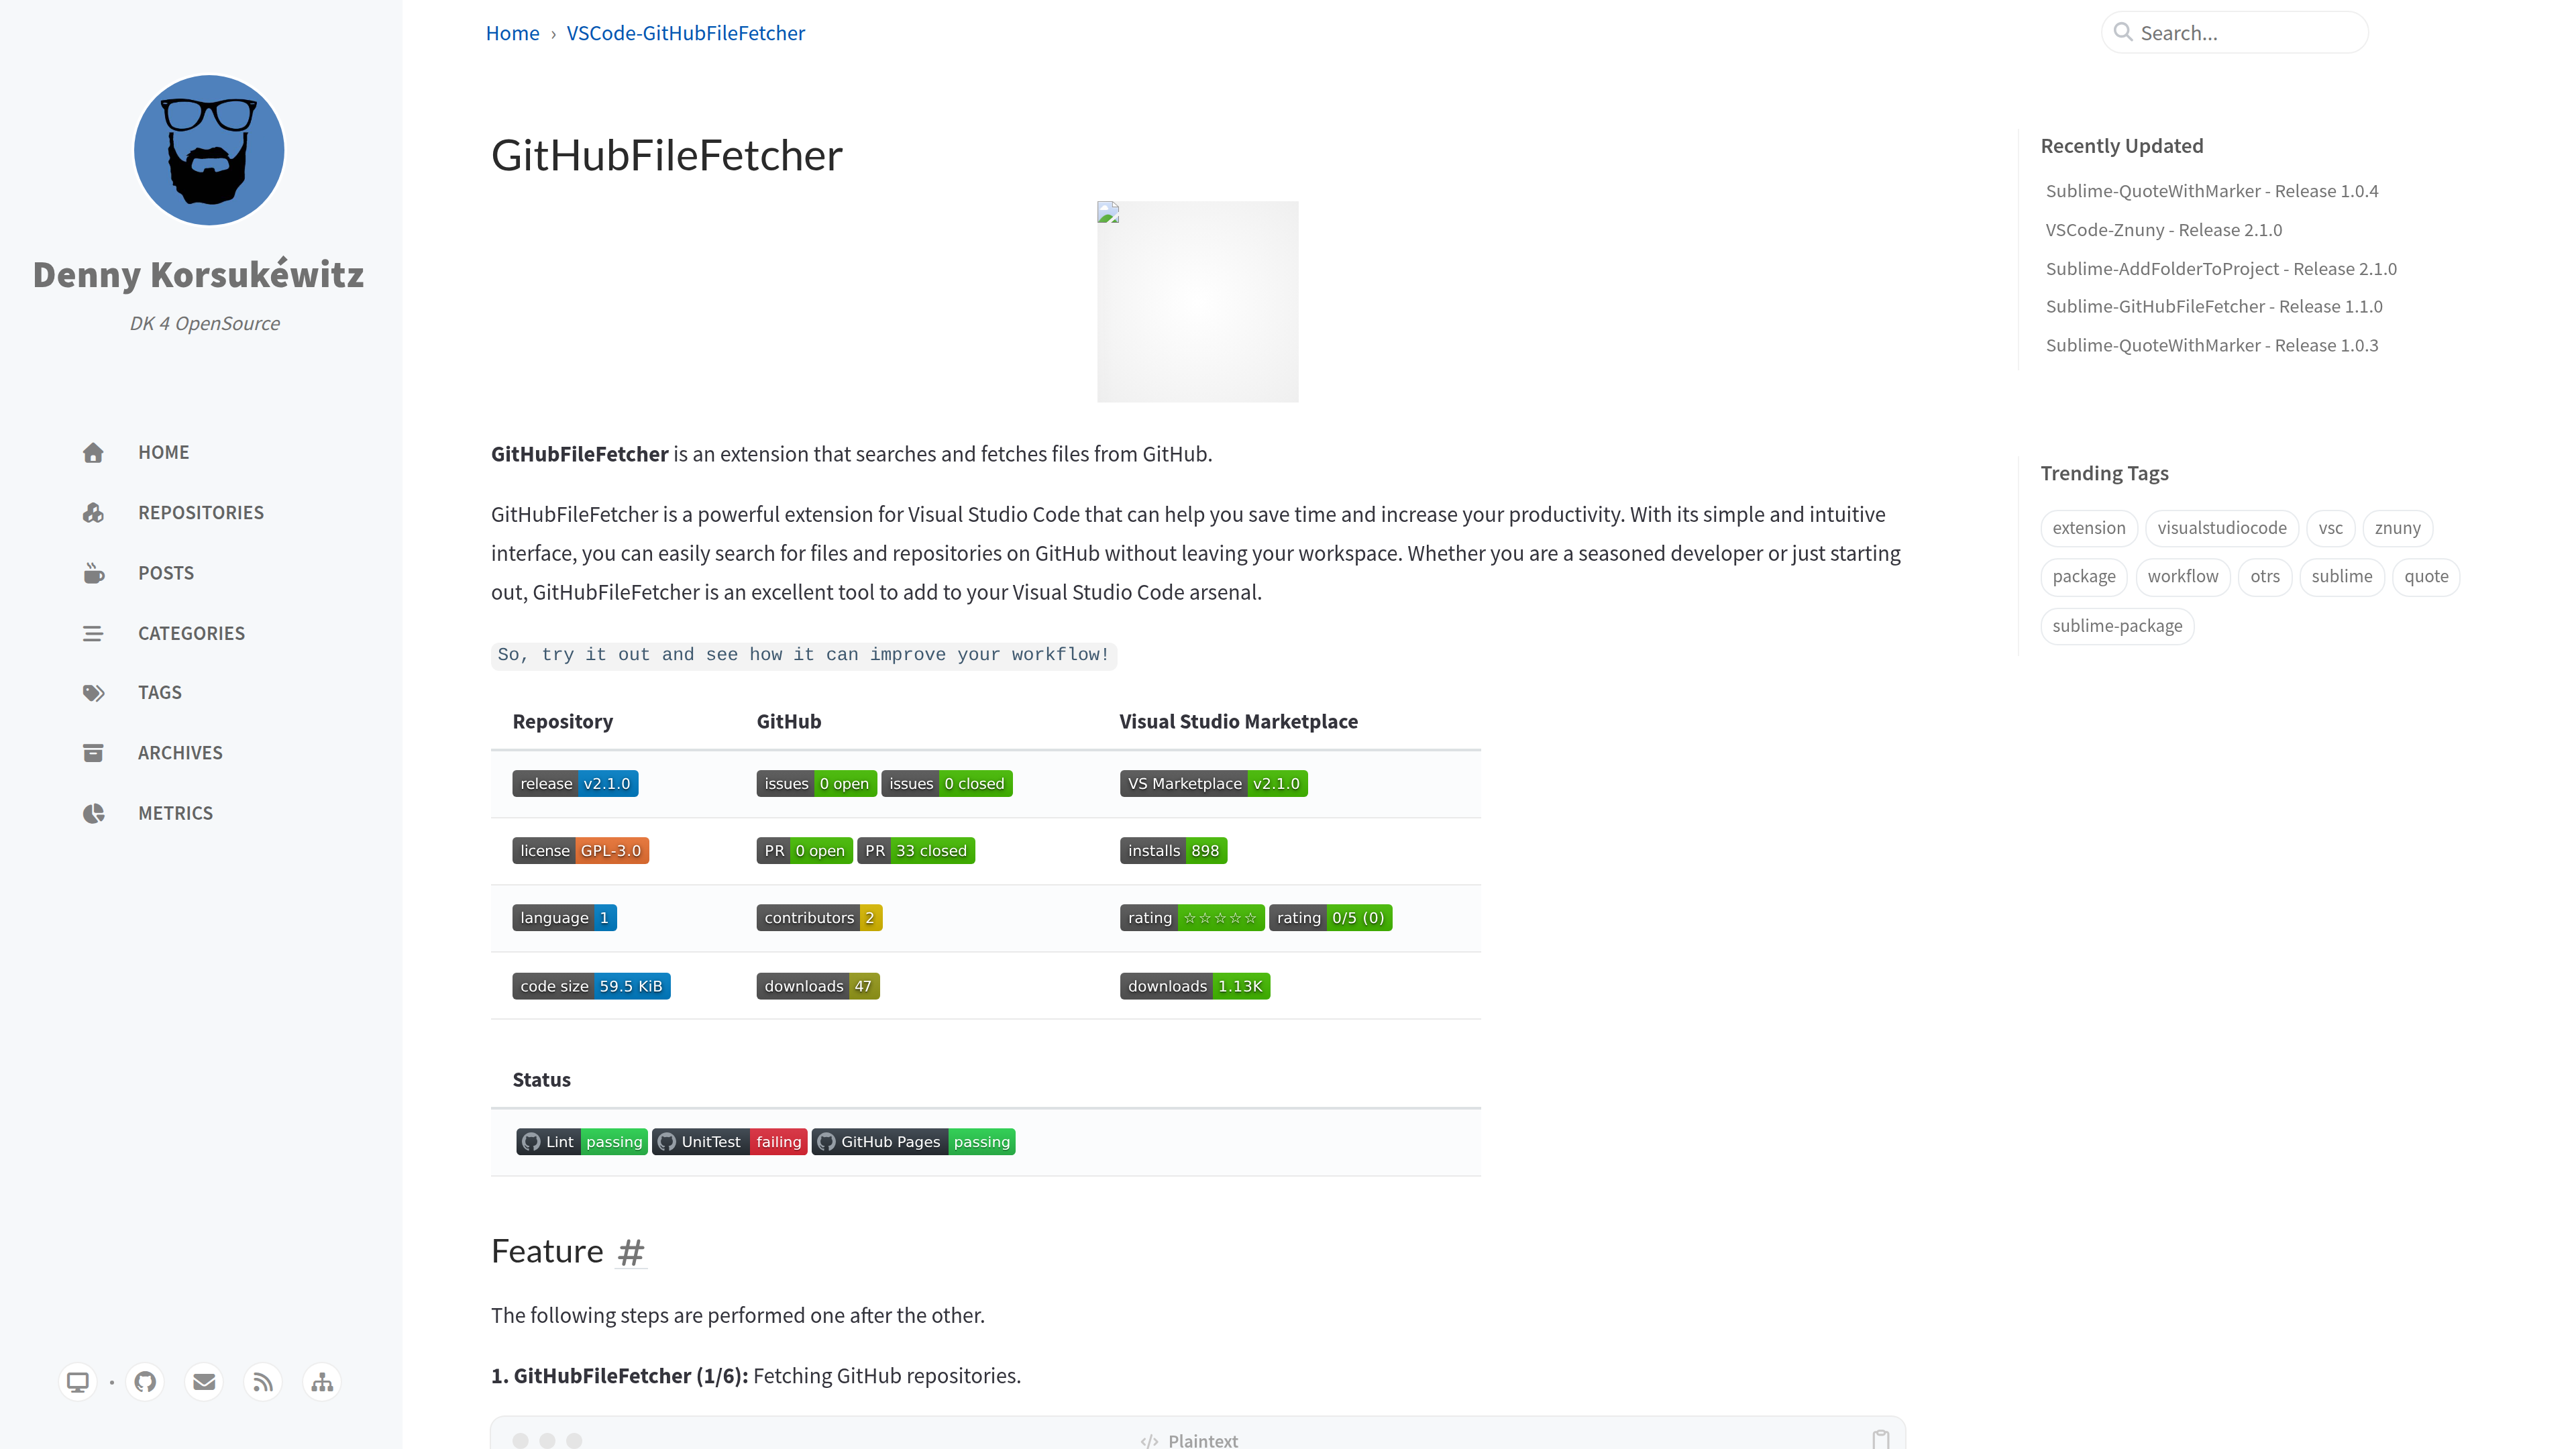 Denny Korsukéwitz
DK 4 OpenSource
HOME
REPOSITORIES
POSTS
CATEGORIES
TAGS
ARCHIVES
METRICS
Home › VSCode-GitHubFileFetcher
Search...
GitHubFileFetcher
GitHubFileFetcher is an extension that searches and fetches files from GitHub.
GitHubFileFetcher is a powerful extension for Visual Studio Code that can help you save time and increase your productivity. With its simple and intuitive
interface, you can easily search for files and repositories on GitHub without leaving your workspace. Whether you are a seasoned developer or just starting
out, GitHubFileFetcher is an excellent tool to add to your Visual Studio Code arsenal.
So, try it out and see how it can improve your workflow!
Repository GitHub Visual Studio Marketplace
release v2.1.0 issues 0 open issues 0 closed VS Marketplace v2.1.0
license GPL-3.0 PR 0 open PR 33 closed installs 898
language 1 contributors 2 rating ☆☆☆☆☆ rating 0/5 (0)
code size 59.5 KiB downloads 47 downloads 1.13K
Status
Lint passing UnitTest failing GitHub Pages passing
Feature #
The following steps are performed one after the other.
1. GitHubFileFetcher (1/6): Fetching GitHub repositories.
</> Plaintext
Recently Updated
Sublime-QuoteWithMarker - Release 1.0.4
VSCode-Znuny - Release 2.1.0
Sublime-AddFolderToProject - Release 2.1.0
Sublime-GitHubFileFetcher - Release 1.1.0
Sublime-QuoteWithMarker - Release 1.0.3
Trending Tags
extension visualstudiocode vsc znuny
package workflow otrs sublime quote
sublime-package